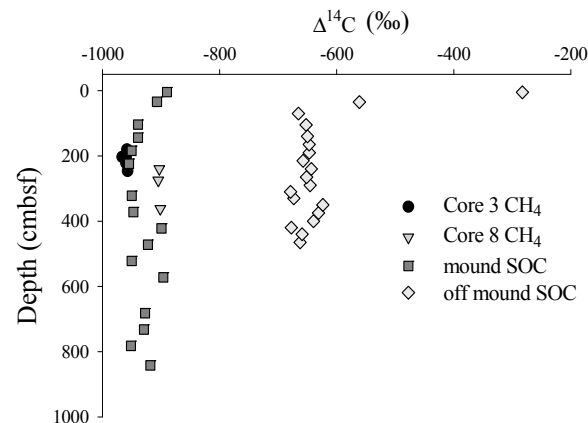 Δ¹⁴C (‰)
-1000 -800 -600 -400 -200
0
200
400
600
800
1000
Depth (cmbsf)
Core 3 CH₄
Core 8 CH₄
mound SOC
off mound SOC